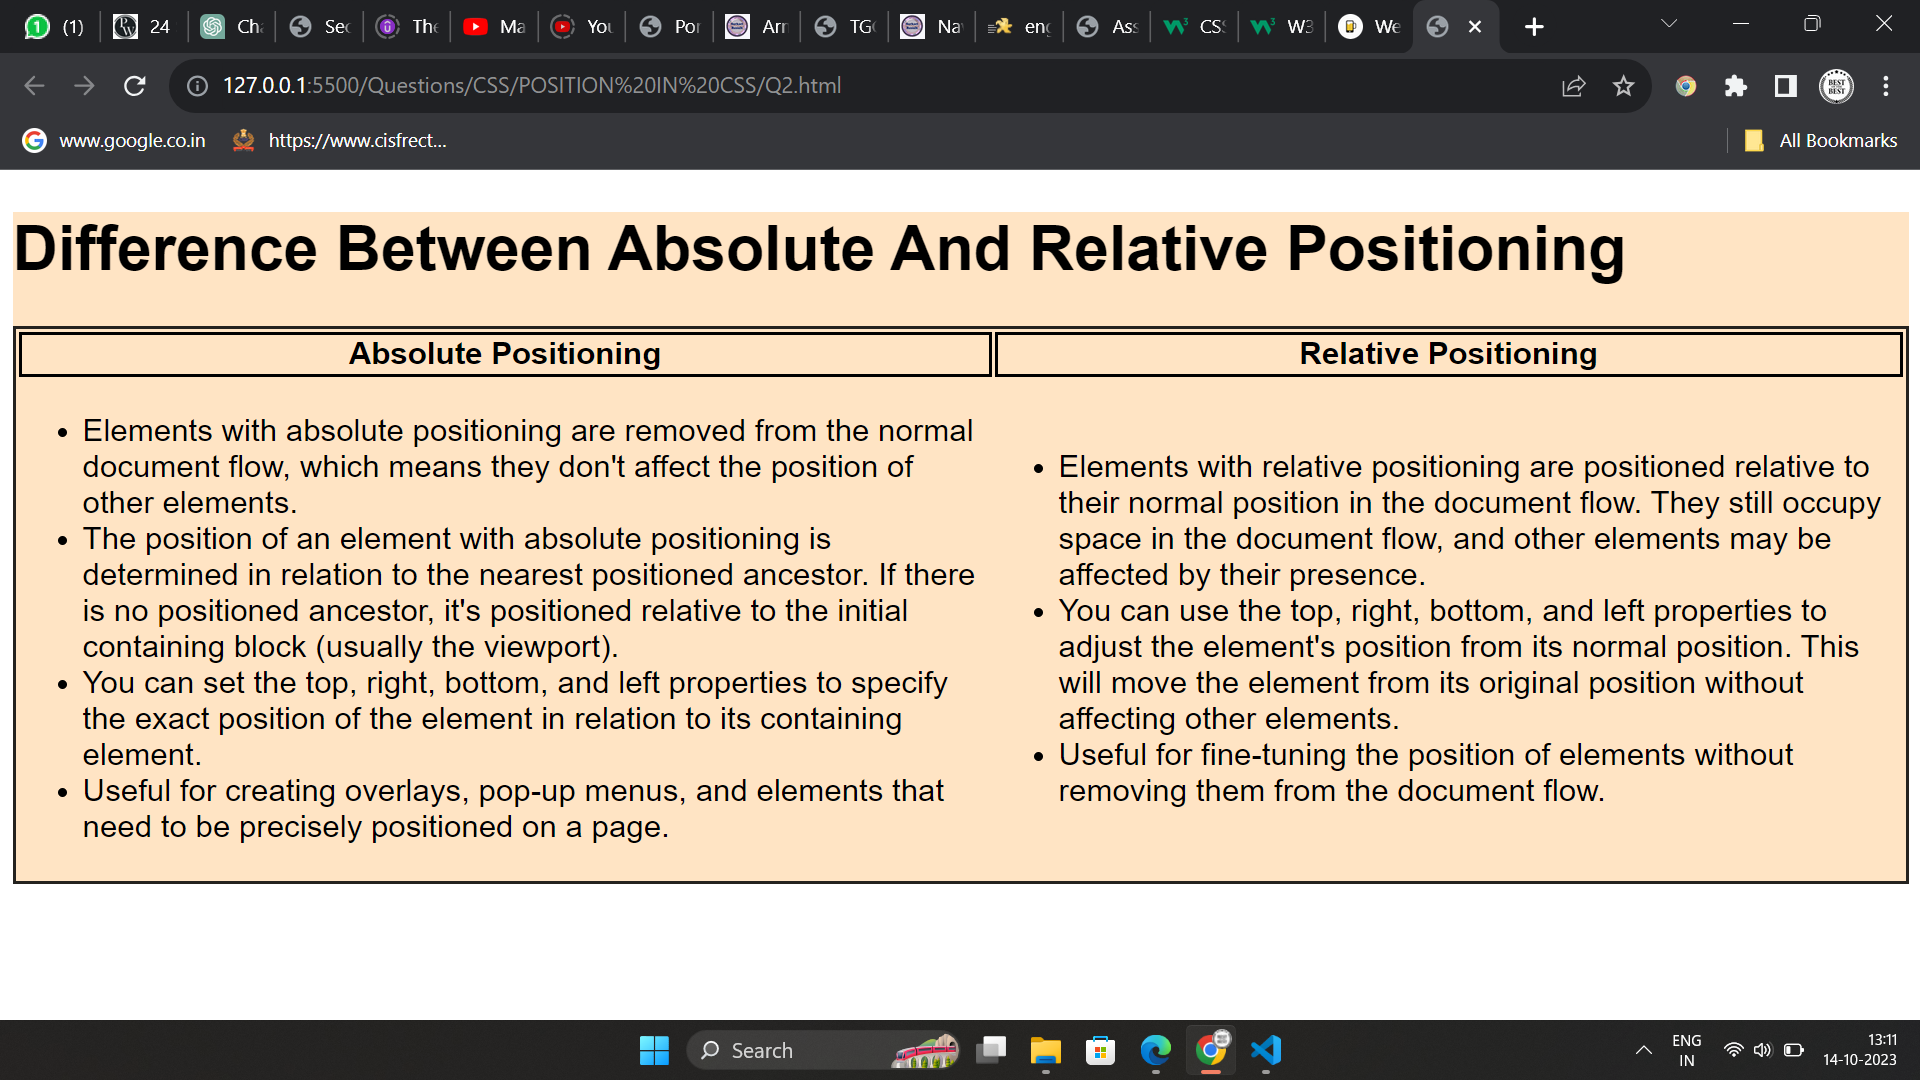 (1) 24 Cha Sec The Ma You Por Arr TGC Nav eng Ass CSS W3 We
127.0.0.1:5500/Questions/CSS/POSITION%20IN%20CSS/Q2.html
www.google.co.in https://www.cisfrect... All Bookmarks
Difference Between Absolute And Relative Positioning
Absolute Positioning
Relative Positioning
• Elements with absolute positioning are removed from the normal
document flow, which means they don't affect the position of
other elements.
• The position of an element with absolute positioning is
determined in relation to the nearest positioned ancestor. If there
is no positioned ancestor, it's positioned relative to the initial
containing block (usually the viewport).
• You can set the top, right, bottom, and left properties to specify
the exact position of the element in relation to its containing
element.
• Useful for creating overlays, pop-up menus, and elements that
need to be precisely positioned on a page.
• Elements with relative positioning are positioned relative to
their normal position in the document flow. They still occupy
space in the document flow, and other elements may be
affected by their presence.
• You can use the top, right, bottom, and left properties to
adjust the element's position from its normal position. This
will move the element from its original position without
affecting other elements.
• Useful for fine-tuning the position of elements without
removing them from the document flow.
Search
ENG
IN
13:11
14-10-2023